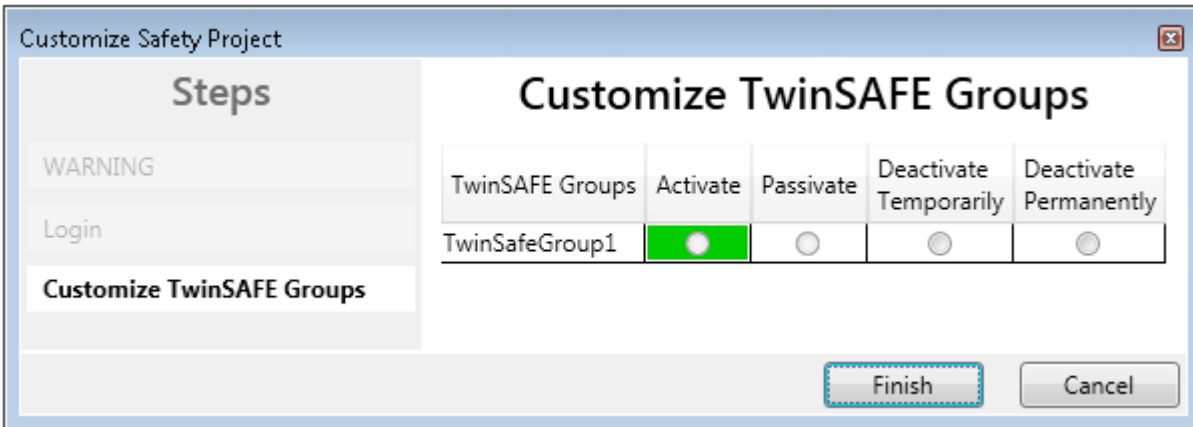 Customize Safety Project
Steps
WARNING
Login
Customize TwinSAFE Groups
Customize TwinSAFE Groups
TwinSAFE Groups Activate Passivate Deactivate Temporarily Deactivate Permanently
TwinSafeGroup1
Finish Cancel